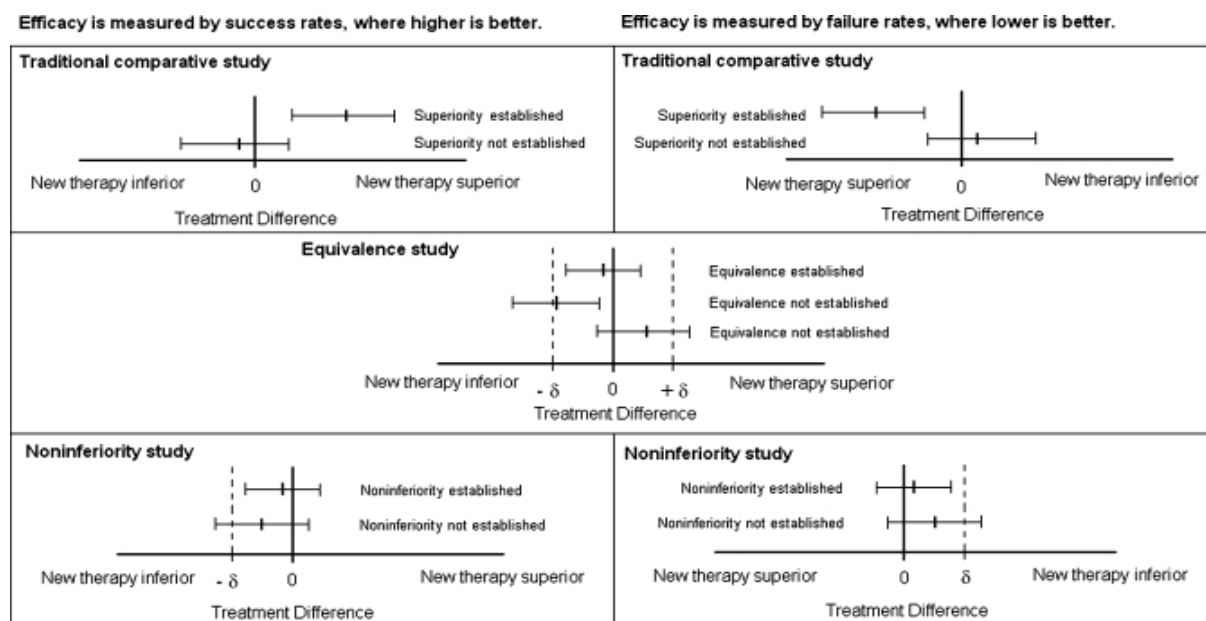 Efficacy is measured by success rates, where higher is better.
Efficacy is measured by failure rates, where lower is better.
Traditional comparative study
Superiority established
Superiority not established
New therapy inferior
0
New therapy superior
Treatment Difference
Traditional comparative study
Superiority established
Superiority not established
New therapy superior
0
New therapy inferior
Treatment Difference
Equivalence study
Equivalence established
Equivalence not established
Equivalence not established
New therapy inferior
- δ
0
+ δ
New therapy superior
Treatment Difference
Noninferiority study
Noninferiority established
Noninferiority not established
New therapy inferior
- δ
0
New therapy superior
Treatment Difference
Noninferiority study
Noninferiority established
Noninferiority not established
New therapy superior
0
δ
New therapy inferior
Treatment Difference